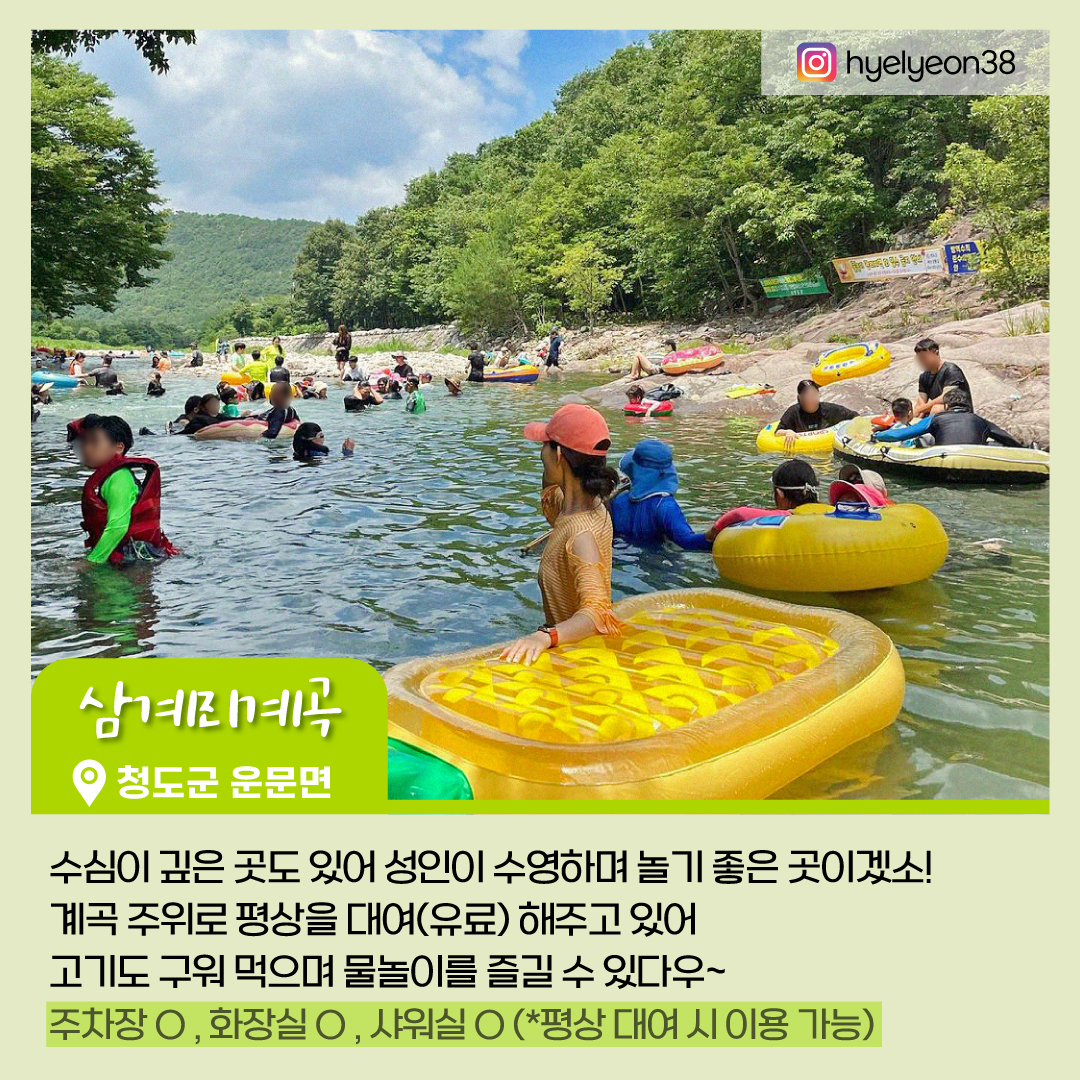 hyelyeon38
삼계리계곡
청도군 운문면
수심이 깊은 곳도 있어 성인이 수영하며 놀기 좋은 곳이겠소!
계곡 주위로 평상을 대여(유료) 해주고 있어
고기도 구워 먹으며 물놀이를 즐길 수 있다우~
주차장 O , 화장실 O , 샤워실 O (*평상 대여 시 이용 가능)